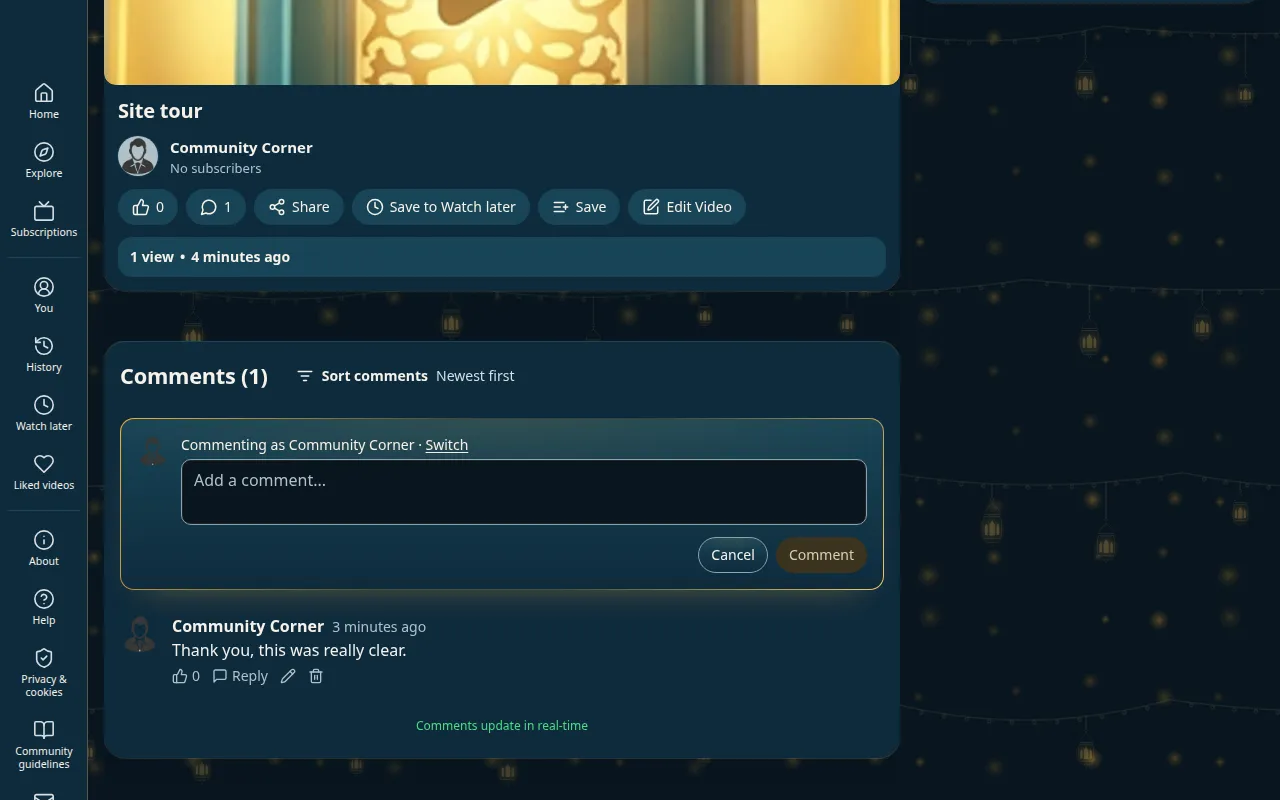 Home
Explore
Subscriptions
You
History
Watch later
Liked videos
About
Help
Privacy &
cookies
Community
guidelines
Site tour
Community Corner
No subscribers
0
1
Share
Save to Watch later
Save
Edit Video
1 view • 4 minutes ago
Comments (1)
Sort comments Newest first
Commenting as Community Corner · Switch
Add a comment...
Cancel
Comment
Community Corner 3 minutes ago
Thank you, this was really clear.
0 Reply
Comments update in real-time